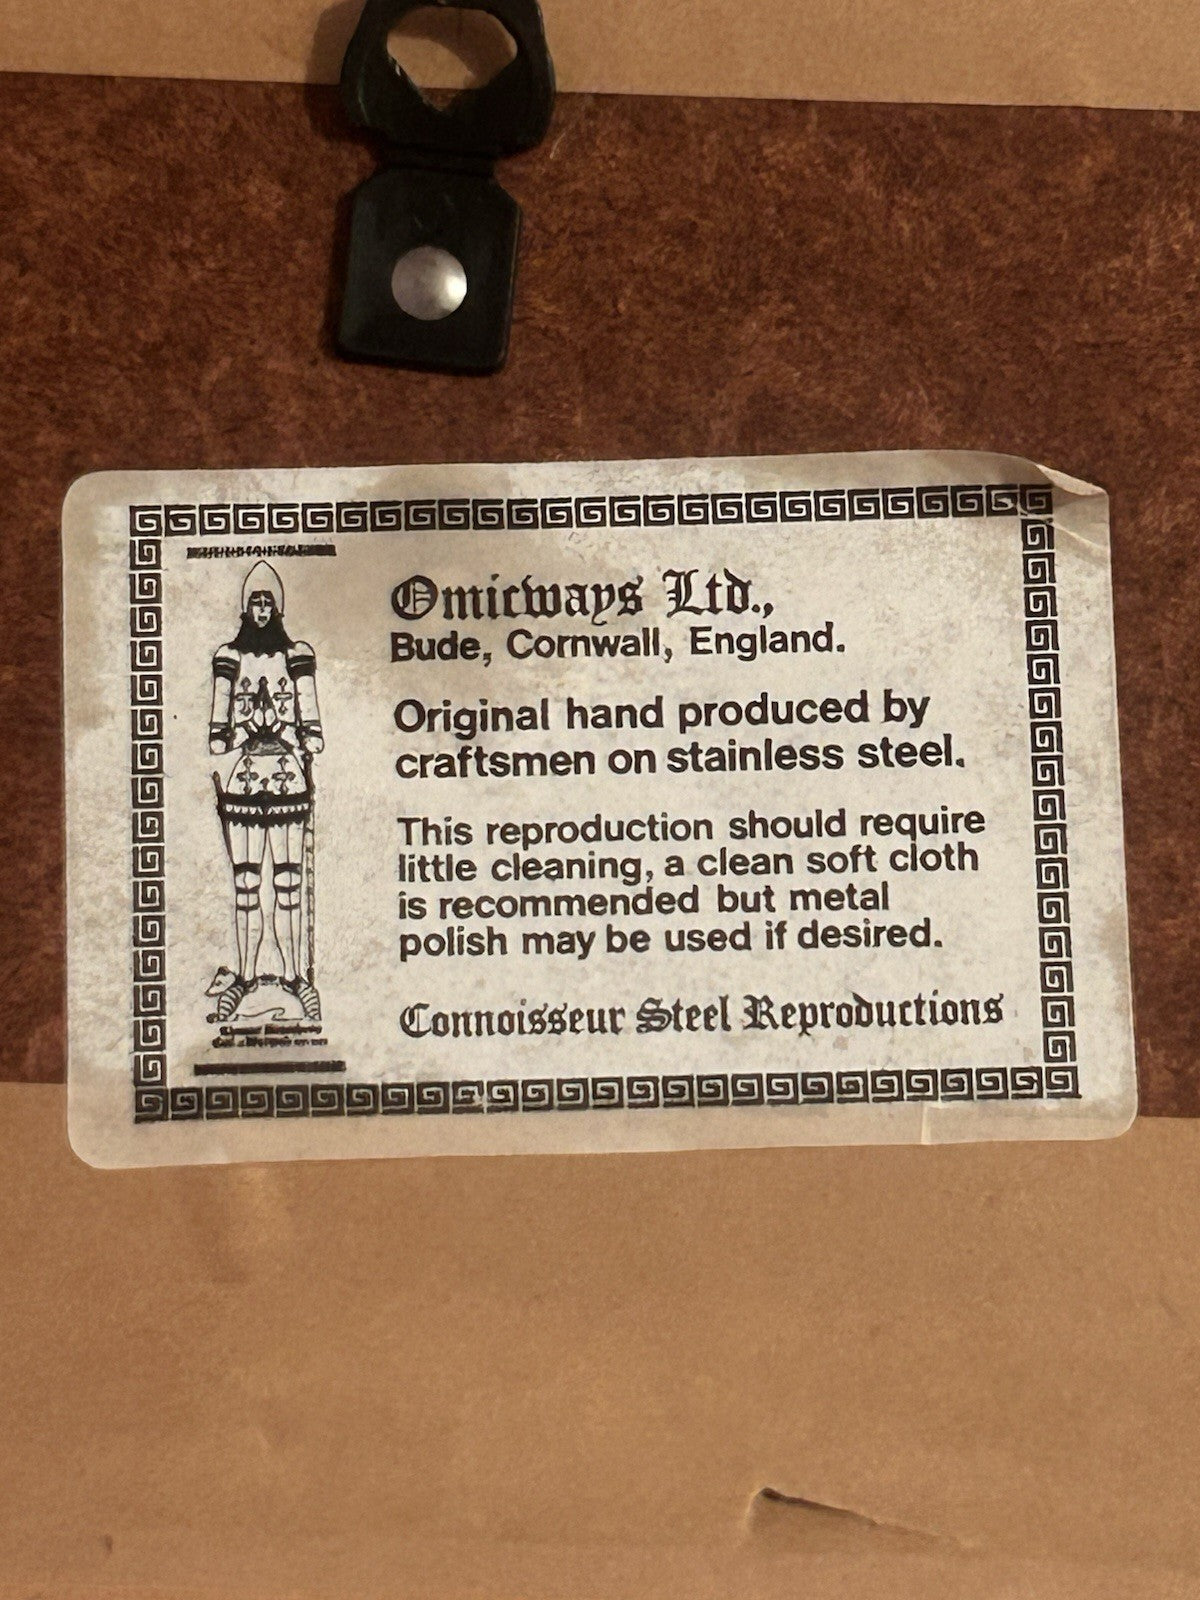 Omicways Ltd.,
Bude, Cornwall, England.
Original hand produced by
craftsmen on stainless steel.
This reproduction should require
little cleaning, a clean soft cloth
is recommended but metal
polish may be used if desired.
Connoisseur Steel Reproductions